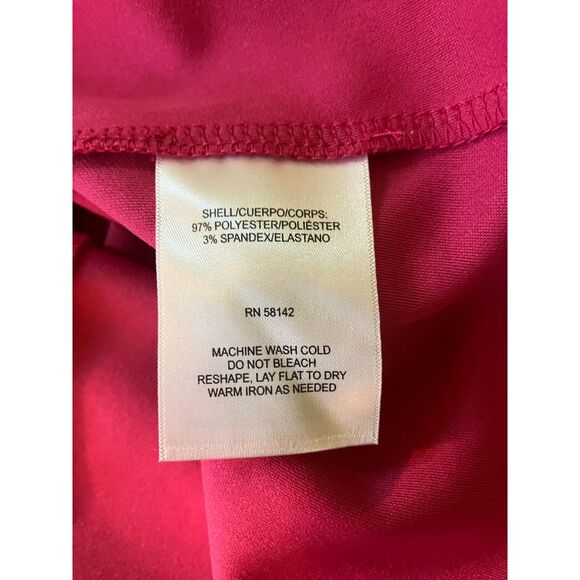 SHELL/CUERPO/CORPS:
97% POLYESTER/POLIÉSTER
3% SPANDEX/ELASTANO
RN 58142
MACHINE WASH COLD
DO NOT BLEACH
RESHAPE, LAY FLAT TO DRY
WARM IRON AS NEEDED